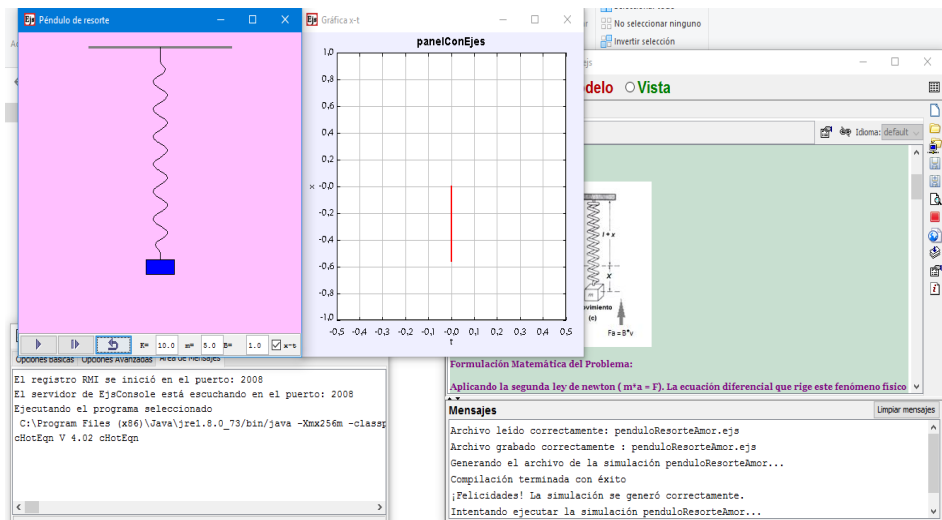 Seleccionar todo
No seleccionar ninguno
Invertir selección
Ejs Péndulo de resorte
Ejs Gráfica x-t
panelConEjes
1,0
0,8
0,6
0,4
0,2
x -0,0
-0,2
-0,4
-0,6
-0,8
-1,0
-0,5 -0,4 -0,3 -0,2 -0,1 0,0 0,1 0,2 0,3 0,4 0,5
t
K= 10.0 m= 5.0 B= 1.0 x-t
ejs
delo Vista
Idioma: default
l + x
x
m
vimiento
(c)
Fa = B*v
Formulación Matemática del Problema:
Aplicando la segunda ley de newton ( m*a = F). La ecuación diferencial que rige este fenómeno físico
Opciones Básicas Opciones Avanzadas Área de Mensajes
El registro RMI se inició en el puerto: 2008
El servidor de EjsConsole está escuchando en el puerto: 2008
Ejecutando el programa seleccionado
C:\Program Files (x86)\Java\jre1.8.0_73/bin/java -Xmx256m -classp
cHotEqn V 4.02 cHotEqn
Mensajes
Limpiar mensajes
Archivo leído correctamente: penduloResorteAmor.ejs
Archivo grabado correctamente : penduloResorteAmor.ejs
Generando el archivo de la simulación penduloResorteAmor...
Compilación terminada con éxito
¡Felicidades! La simulación se generó correctamente.
Intentando ejecutar la simulación penduloResorteAmor...